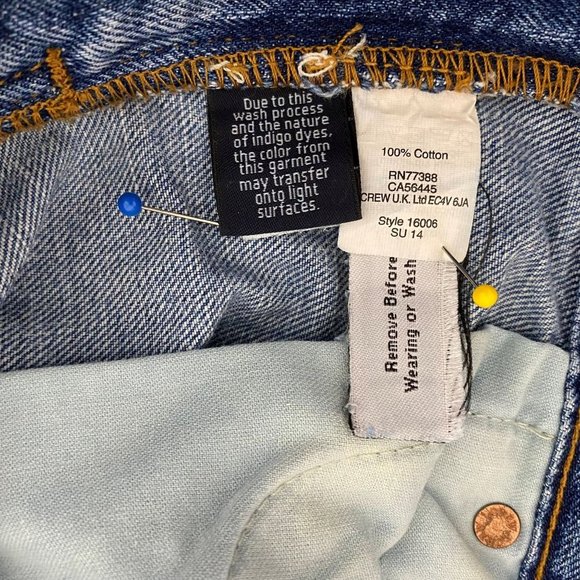 Due to this
wash process
and the nature
of indigo dyes,
the color from
this garment
may transfer
onto light
surfaces.
100% Cotton
RN77388
CA56445
CREW U.K. Ltd EC4V 6JA
Style 16006
SU 14
Remove Before
Wearing or Wash